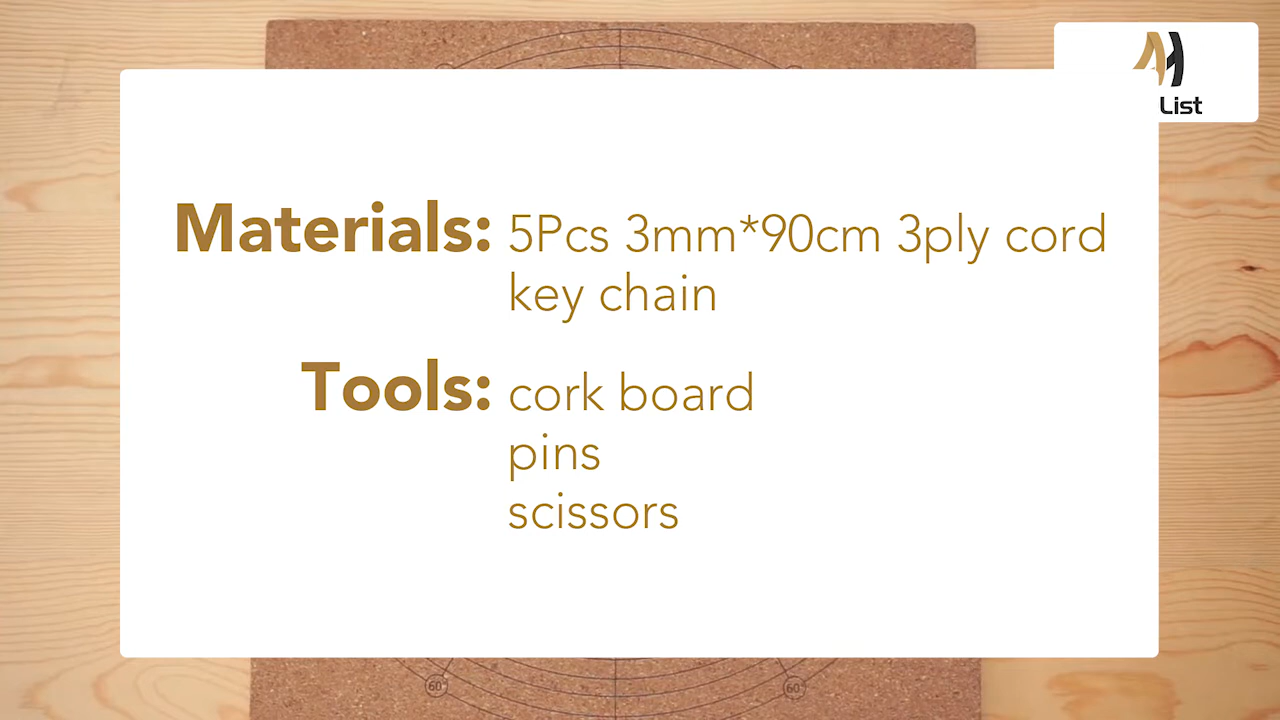 List
Materials: 5Pcs 3mm*90cm 3ply cord
key chain
Tools: cork board
pins
scissors
60°
60°